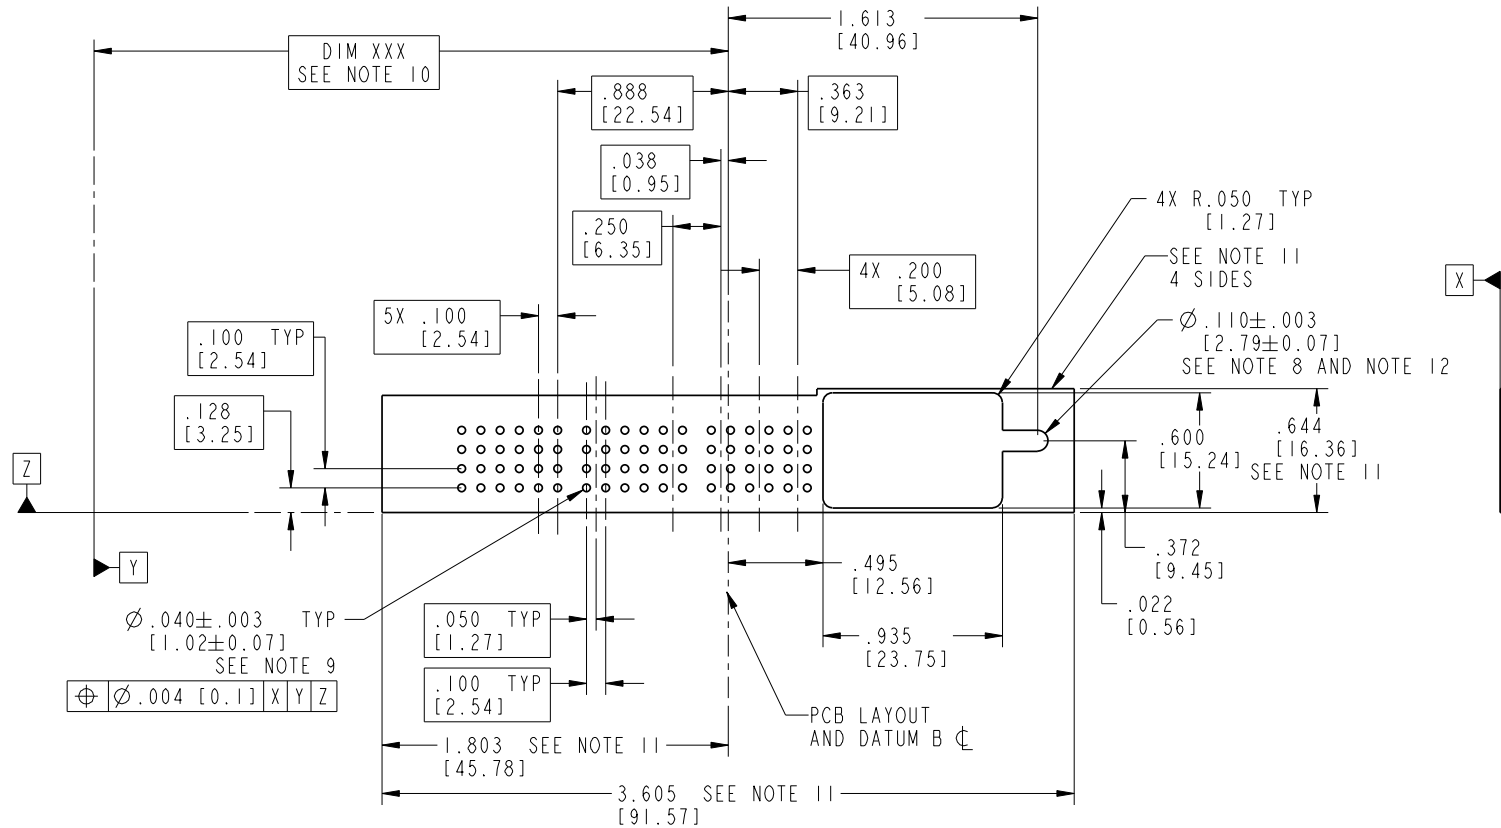 1.613
[40.96]
DIM XXX
SEE NOTE 10
.888
[22.54]
.363
[9.21]
.038
[0.95]
4X R.050 TYP
[1.27]
.250
[6.35]
SEE NOTE 11
4 SIDES
4X .200
[5.08]
X
5X .100
[2.54]
Ø .110±.003
[2.79±0.07]
SEE NOTE 8 AND NOTE 12
.100 TYP
[2.54]
.128
[3.25]
.600
[15.24]
.644
[16.36]
SEE NOTE 11
Z
Y
.495
[12.56]
.372
[9.45]
.022
[0.56]
Ø .040±.003 TYP
[1.02±0.07]
SEE NOTE 9
⌖ Ø .004 [0.1] X Y Z
.050 TYP
[1.27]
.935
[23.75]
.100 TYP
[2.54]
PCB LAYOUT
AND DATUM B ℄
1.803 SEE NOTE 11
[45.78]
3.605 SEE NOTE 11
[91.57]